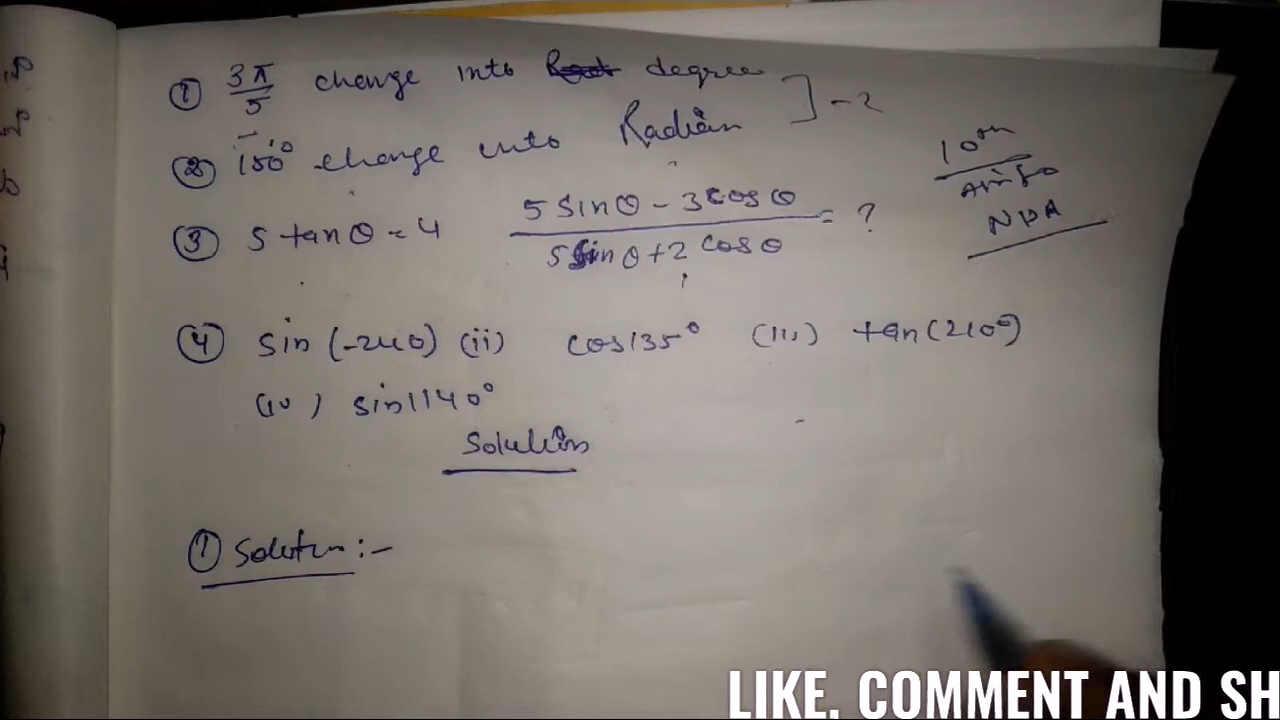 ① 3π/5 change into degree ] - 2
② 150° change into Radian
10th
NDA
③ 5 tanθ = 4 (5 sinθ - 3 cosθ)/(5 sinθ + 2 cosθ) = ?
④ sin (-240) (ii) cos135° (iii) tan(210°)
(iv) sin1140°
Solution
① Solution :-
LIKE, COMMENT AND SH